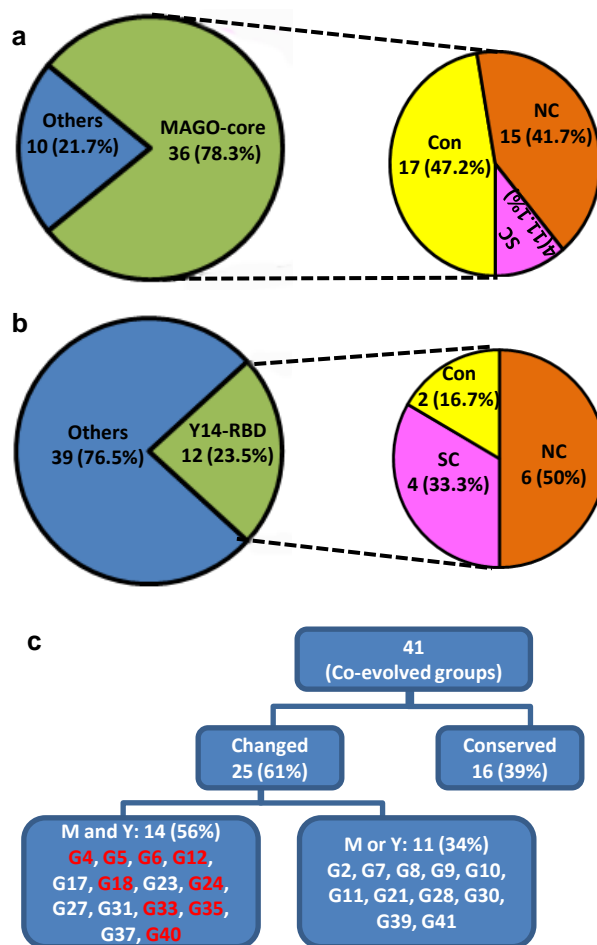 a
Others
10 (21.7%)
MAGO-core
36 (78.3%)
Con
17 (47.2%)
NC
15 (41.7%)
SC
4(11.1%)
b
Others
39 (76.5%)
Y14-RBD
12 (23.5%)
Con
2 (16.7%)
SC
4 (33.3%)
NC
6 (50%)
c
41
(Co-evolved groups)
Changed
25 (61%)
Conserved
16 (39%)
M and Y: 14 (56%)
G4, G5, G6, G12,
G17, G18, G23, G24,
G27, G31, G33, G35,
G37, G40
M or Y: 11 (34%)
G2, G7, G8, G9, G10,
G11, G21, G28, G30,
G39, G41